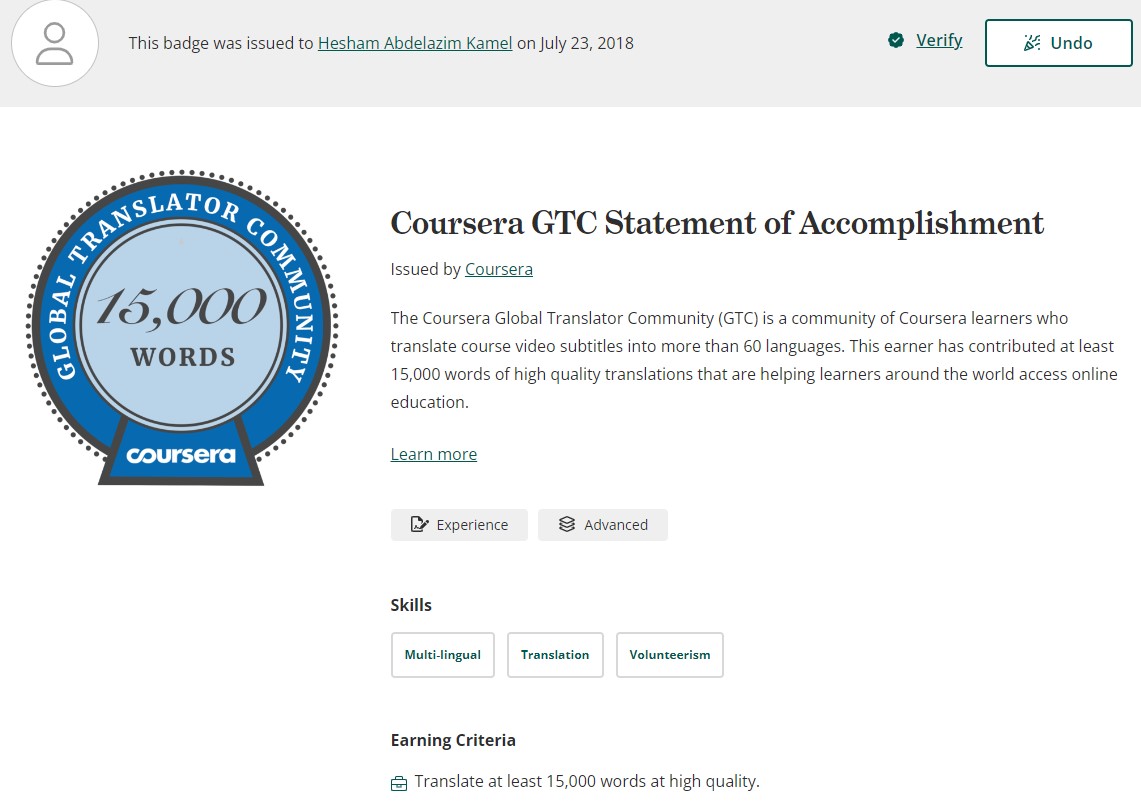 This badge was issued to Hesham Abdelazim Kamel on July 23, 2018
Verify
Undo
GLOBAL TRANSLATOR COMMUNITY
15,000
WORDS
coursera
Coursera GTC Statement of Accomplishment
Issued by Coursera
The Coursera Global Translator Community (GTC) is a community of Coursera learners who
translate course video subtitles into more than 60 languages. This earner has contributed at least
15,000 words of high quality translations that are helping learners around the world access online
education.
Learn more
Experience
Advanced
Skills
Multi-lingual
Translation
Volunteerism
Earning Criteria
Translate at least 15,000 words at high quality.